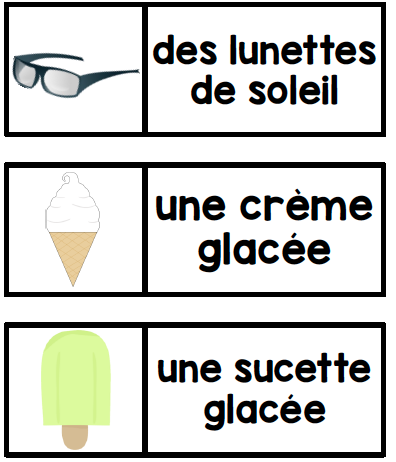 des lunettes
de soleil
une crème
glacée
une sucette
glacée